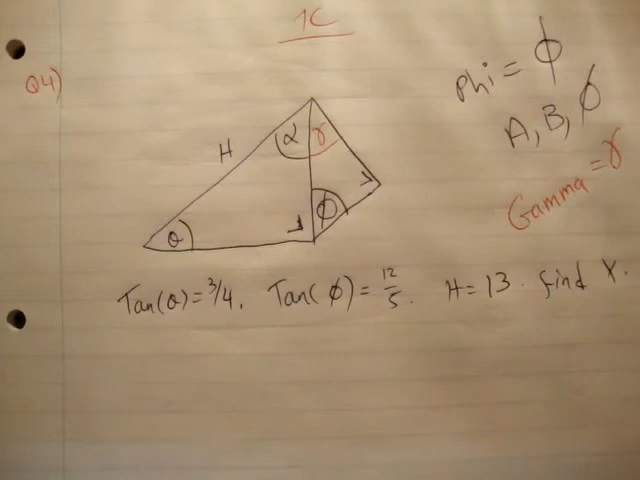 1C
Q4)
Phi = ϕ
A, B, ϕ
Gamma = γ
H
α γ
θ ϕ
Tan(θ) = 3/4. Tan(ϕ) = 12/5. H = 13. find γ.